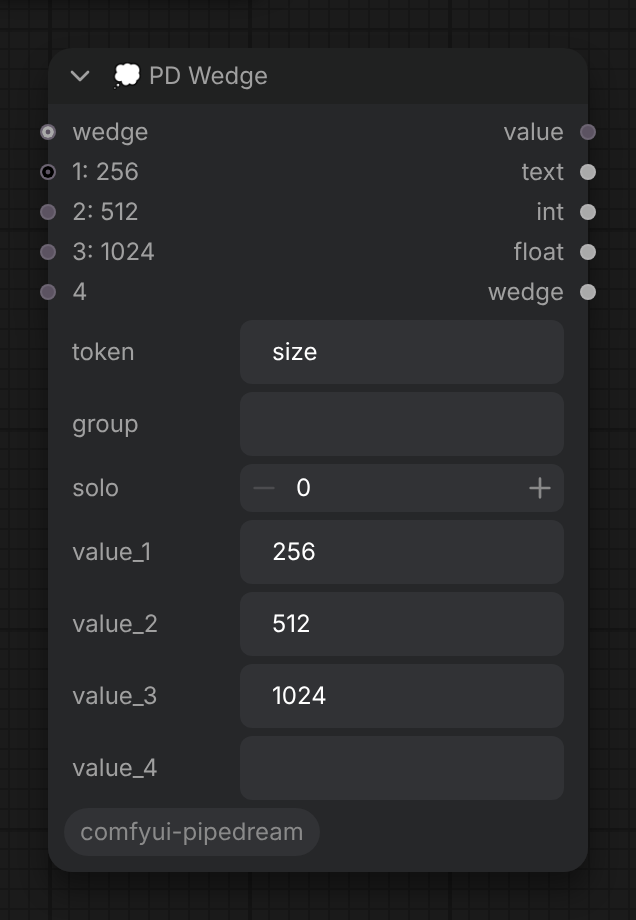 PD Wedge
wedge value
1: 256 text
2: 512 int
3: 1024 float
4 wedge
token size
group
solo 0
value_1 256
value_2 512
value_3 1024
value_4
comfyui-pipedream